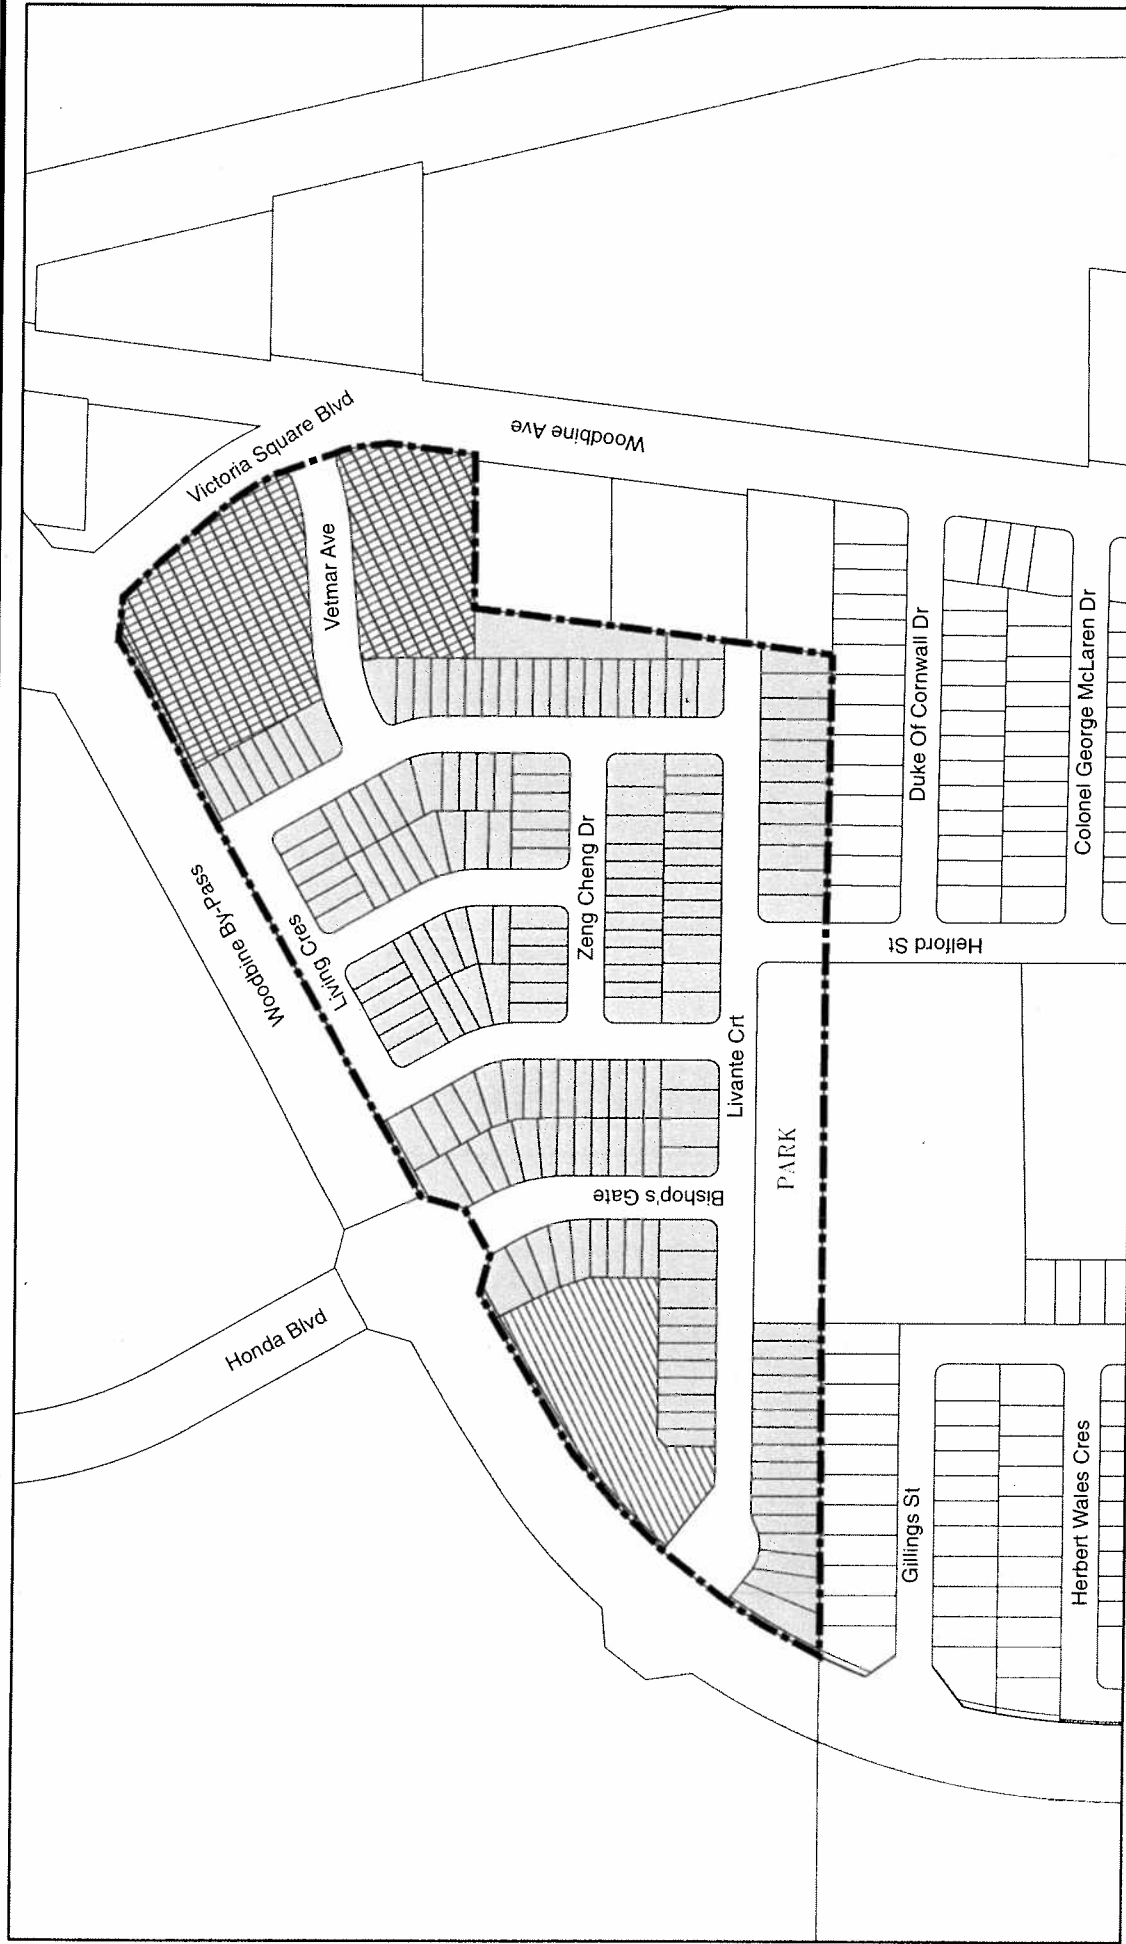 Victoria Square Blvd
Woodbine Ave
Vetmar Ave
Duke Of Cornwall Dr
Colonel George McLaren Dr
Zeng Cheng Dr
Woodbine By-Pass
Living Cres
Helford St
Livante Crt
PARK
Bishop's Gate
Honda Blvd
Gillings St
Herbert Wales Cres